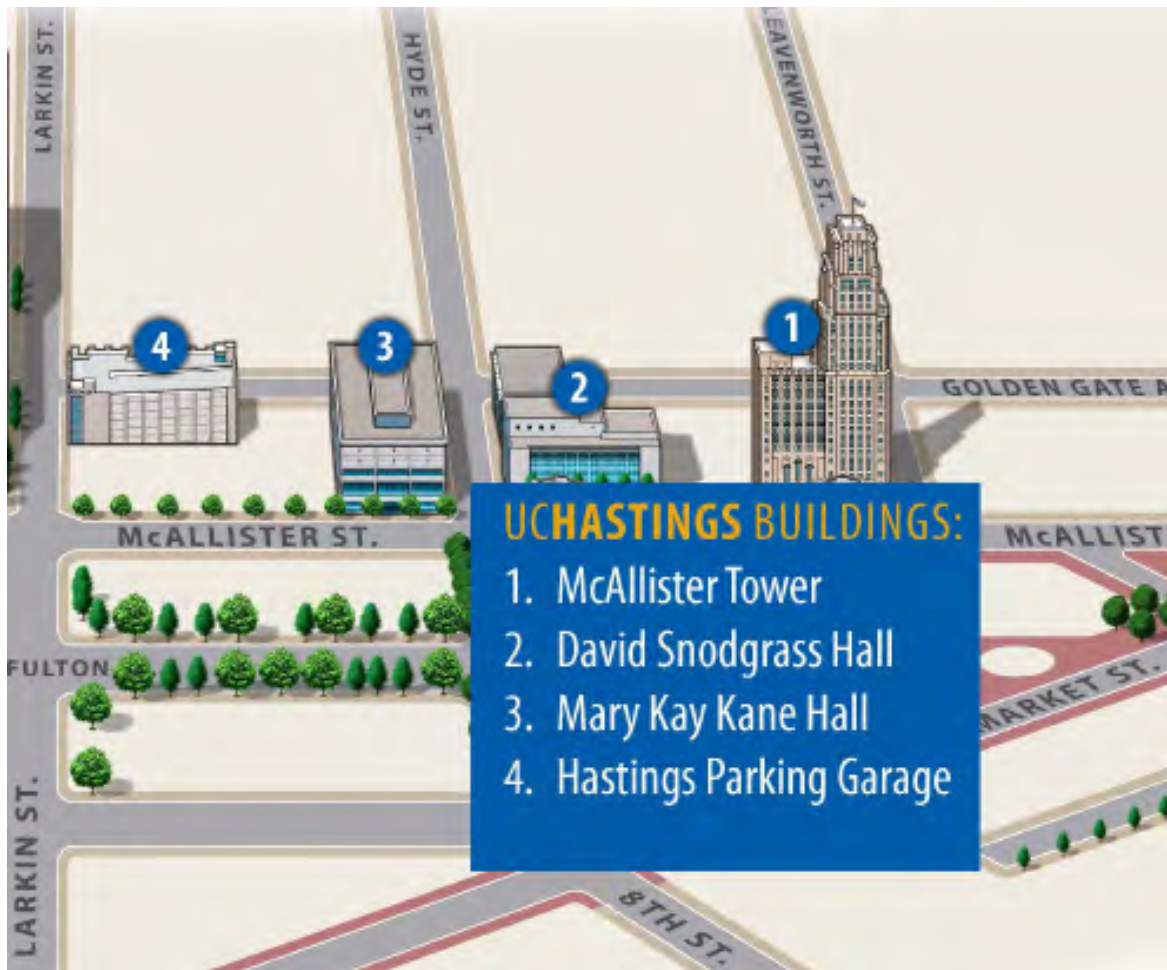 LARKIN ST.
HYDE ST.
LEAVENWORTH ST.
1
4
3
2
GOLDEN GATE A
McALLISTER ST.
McALLIST
UCHASTINGS BUILDINGS:
1. McAllister Tower
2. David Snodgrass Hall
3. Mary Kay Kane Hall
4. Hastings Parking Garage
FULTON
MARKET ST.
LARKIN ST.
8TH ST.